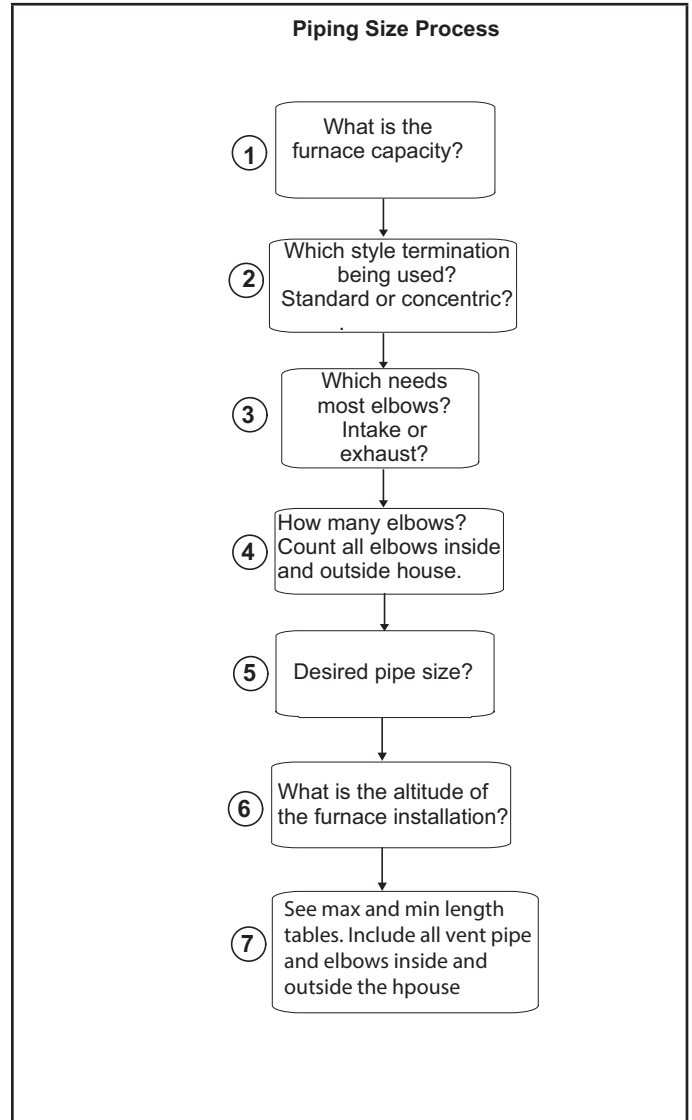 Piping Size Process
1
What is the
furnace capacity?
2
Which style termination
being used?
Standard or concentric?
.
3
Which needs
most elbows?
Intake or
exhaust?
4
How many elbows?
Count all elbows inside
and outside house.
5
Desired pipe size?
6
What is the altitude of
the furnace installation?
7
See max and min length
tables. Include all vent pipe
and elbows inside and
outside the hpouse